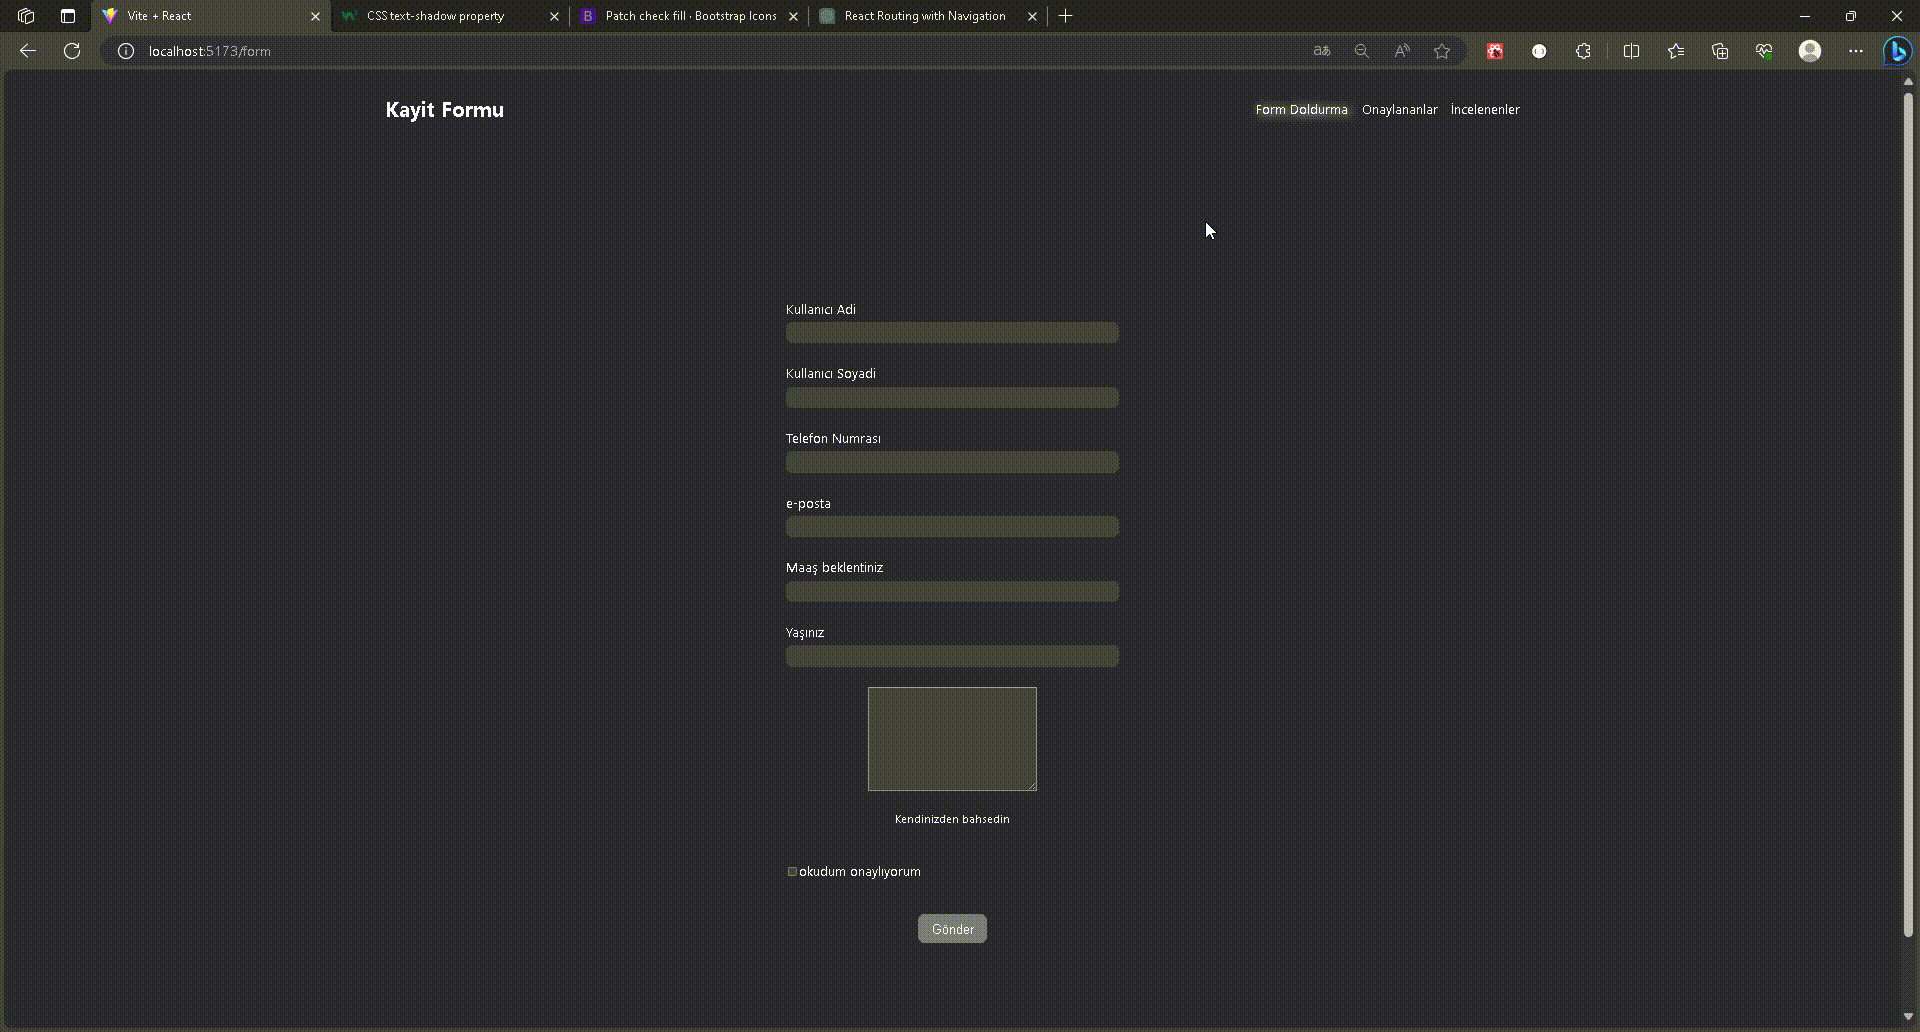 Vite + React
CSS text-shadow property
Patch check fill · Bootstrap Icons
React Routing with Navigation
localhost:5173/form
Kayit Formu
Form Doldurma Onaylananlar İncelenenler
Kullanıcı Adi
Kullanıcı Soyadi
Telefon Numrası
e-posta
Maaş beklentiniz
Yaşınız
Kendinizden bahsedin
okudum onaylıyorum
Gönder